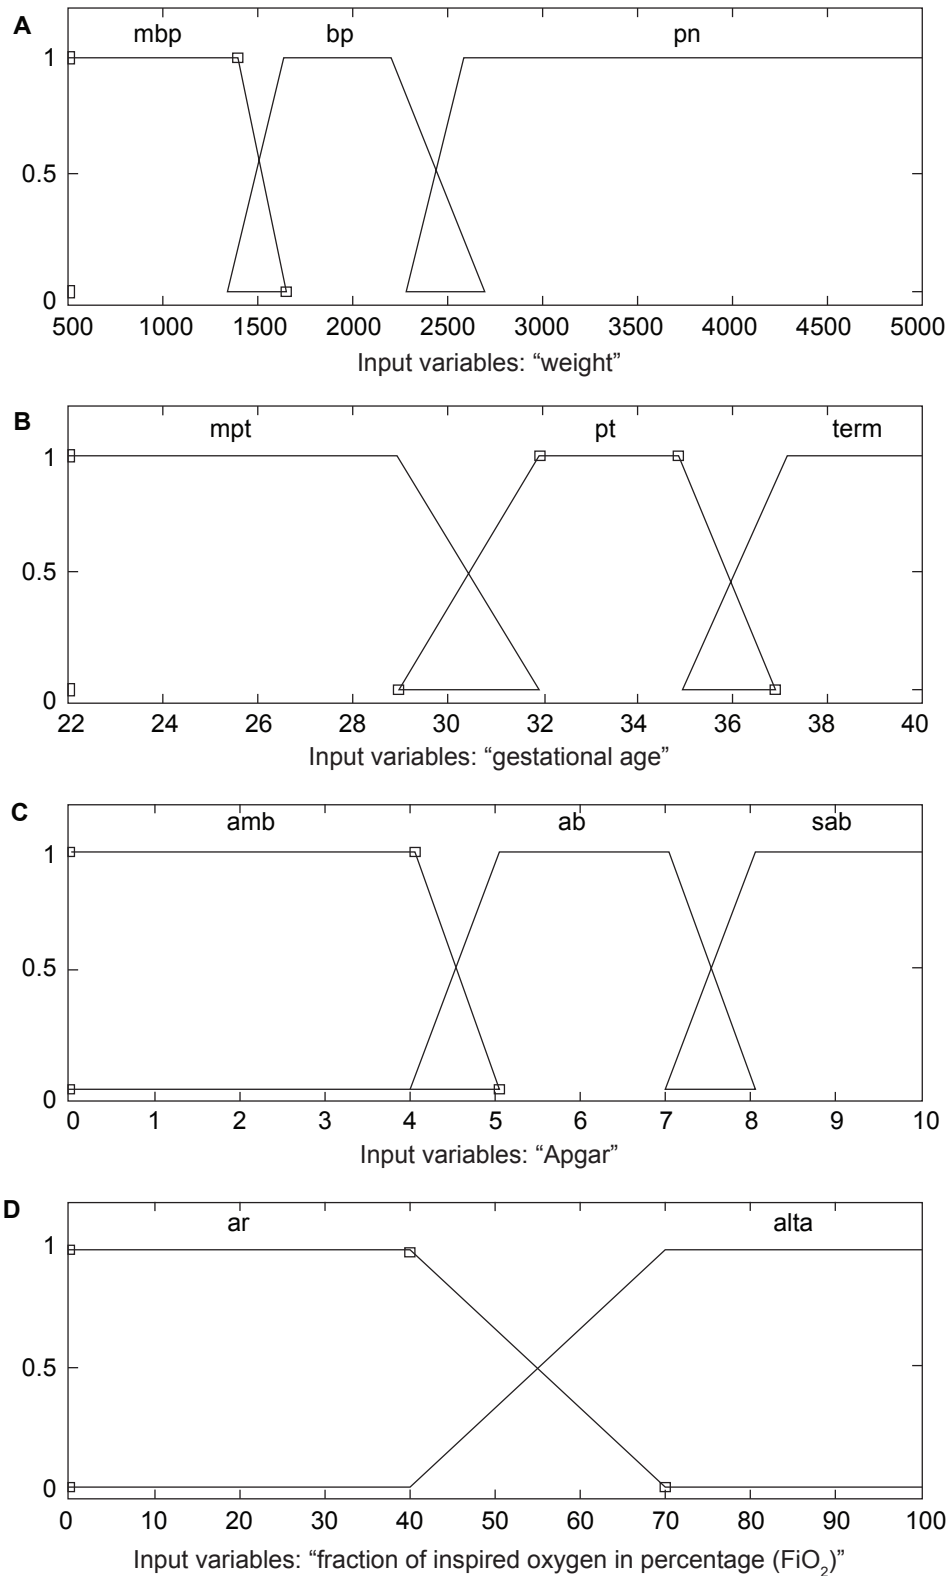 A
mbp bp pn
1
0.5
0
500 1000 1500 2000 2500 3000 3500 4000 4500 5000
Input variables: “weight”
B
mpt pt term
1
0.5
0
22 24 26 28 30 32 34 36 38 40
Input variables: “gestational age”
C
amb ab sab
1
0.5
0
0 1 2 3 4 5 6 7 8 9 10
Input variables: “Apgar”
D
ar alta
1
0.5
0
0 10 20 30 40 50 60 70 80 90 100
Input variables: “fraction of inspired oxygen in percentage (FiO₂)”